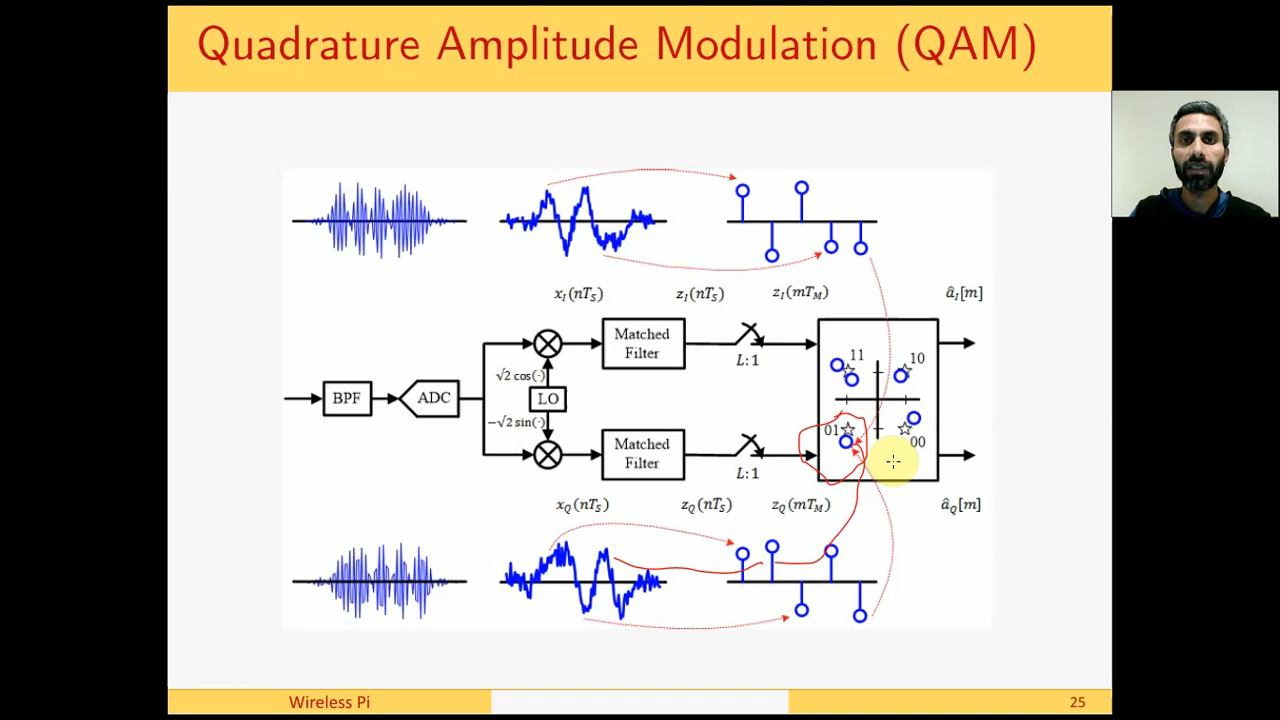 Quadrature Amplitude Modulation (QAM)
x_I(nT_S) z_I(nT_S) z_I(mT_M) â_I[m]
Matched
Filter
L:1
11 10
√2 cos(·)
BPF ADC LO
−√2 sin(·)
01 00
Matched
Filter
L:1
x_Q(nT_S) z_Q(nT_S) z_Q(mT_M) â_Q[m]
Wireless Pi 25